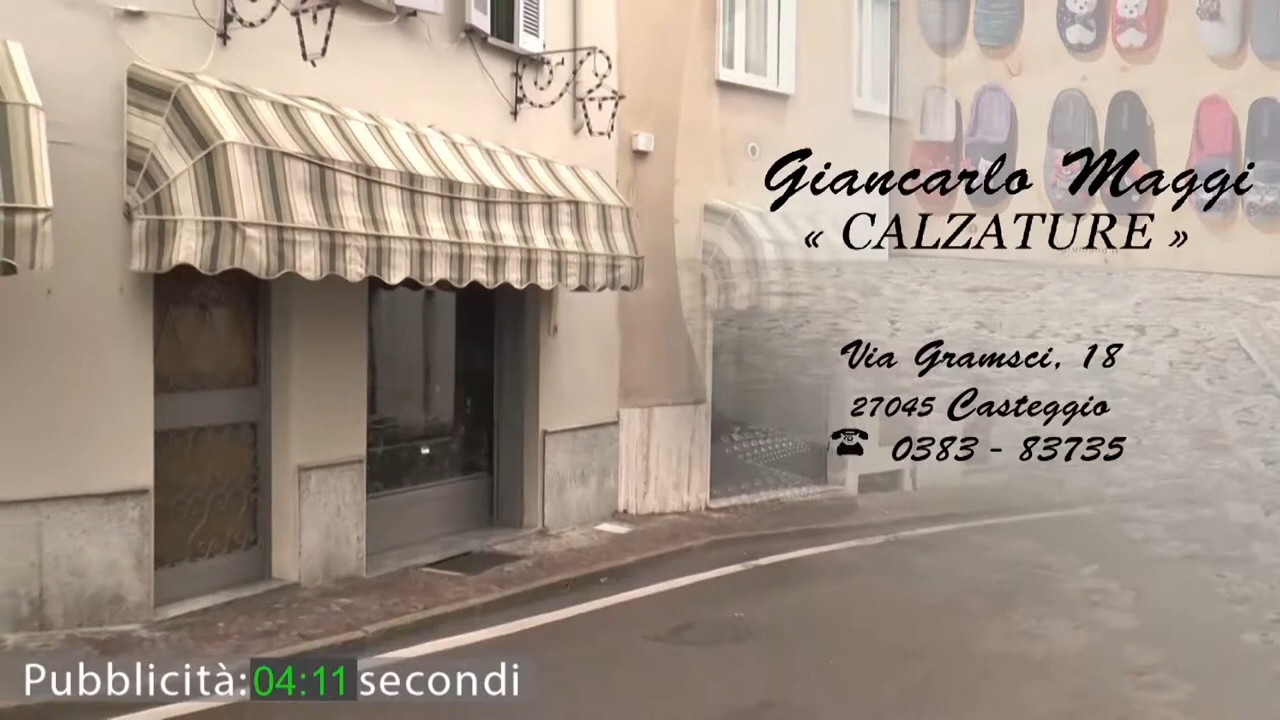 Giancarlo Maggi
« CALZATURE »
Via Gramsci, 18
27045 Casteggio
☎ 0383 - 83735
Pubblicità: 04:11 secondi